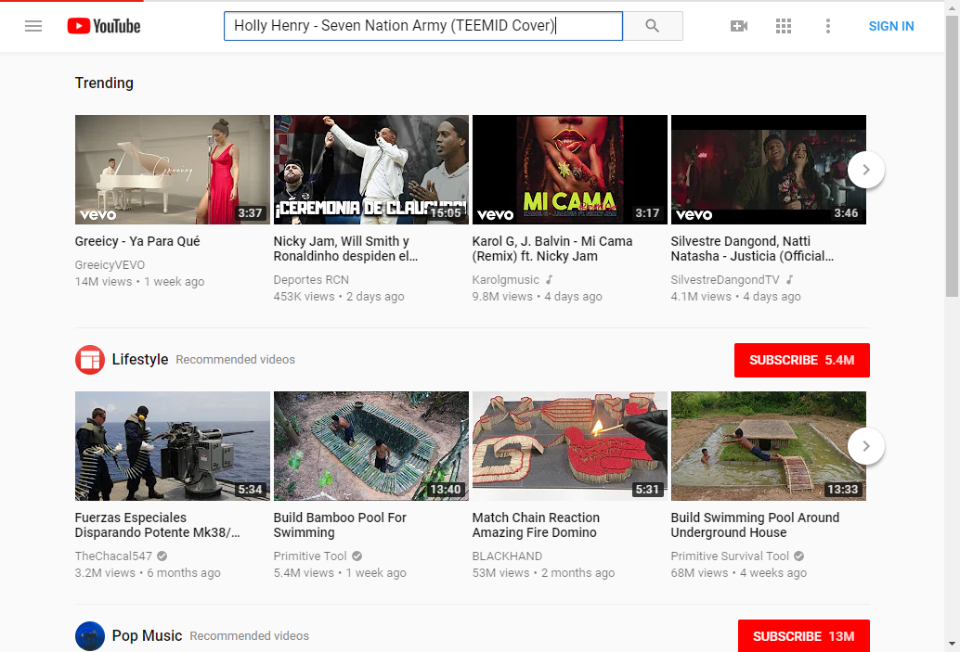 YouTube
Holly Henry - Seven Nation Army (TEEMID Cover)
SIGN IN
Trending
Greeicy
vevo
3:37
¡CEREMONIA DE CLAUSURA!
15:05
MI CAMA
vevo
3:17
vevo
3:46
Greeicy - Ya Para Qué
GreeicyVEVO
14M views • 1 week ago
Nicky Jam, Will Smith y
Ronaldinho despiden el...
Deportes RCN
453K views • 2 days ago
Karol G, J. Balvin - Mi Cama
(Remix) ft. Nicky Jam
Karolgmusic
9.8M views • 4 days ago
Silvestre Dangond, Natti
Natasha - Justicia (Official...
SilvestreDangondTV
4.1M views • 4 days ago
Lifestyle Recommended videos
SUBSCRIBE 5.4M
5:34
13:40
5:31
13:33
Fuerzas Especiales
Disparando Potente Mk38/...
TheChacal547
3.2M views • 6 months ago
Build Bamboo Pool For
Swimming
Primitive Tool
5.4M views • 1 week ago
Match Chain Reaction
Amazing Fire Domino
BLACKHAND
53M views • 2 months ago
Build Swimming Pool Around
Underground House
Primitive Survival Tool
68M views • 4 weeks ago
Pop Music Recommended videos
SUBSCRIBE 13M